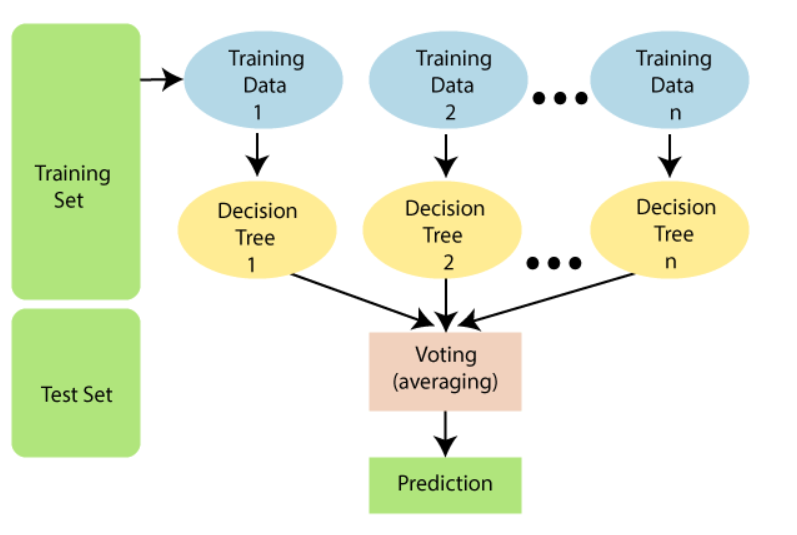 Training
Set
Training
Data
1
Training
Data
2
Training
Data
n
Decision
Tree
1
Decision
Tree
2
Decision
Tree
n
Test Set
Voting
(averaging)
Prediction